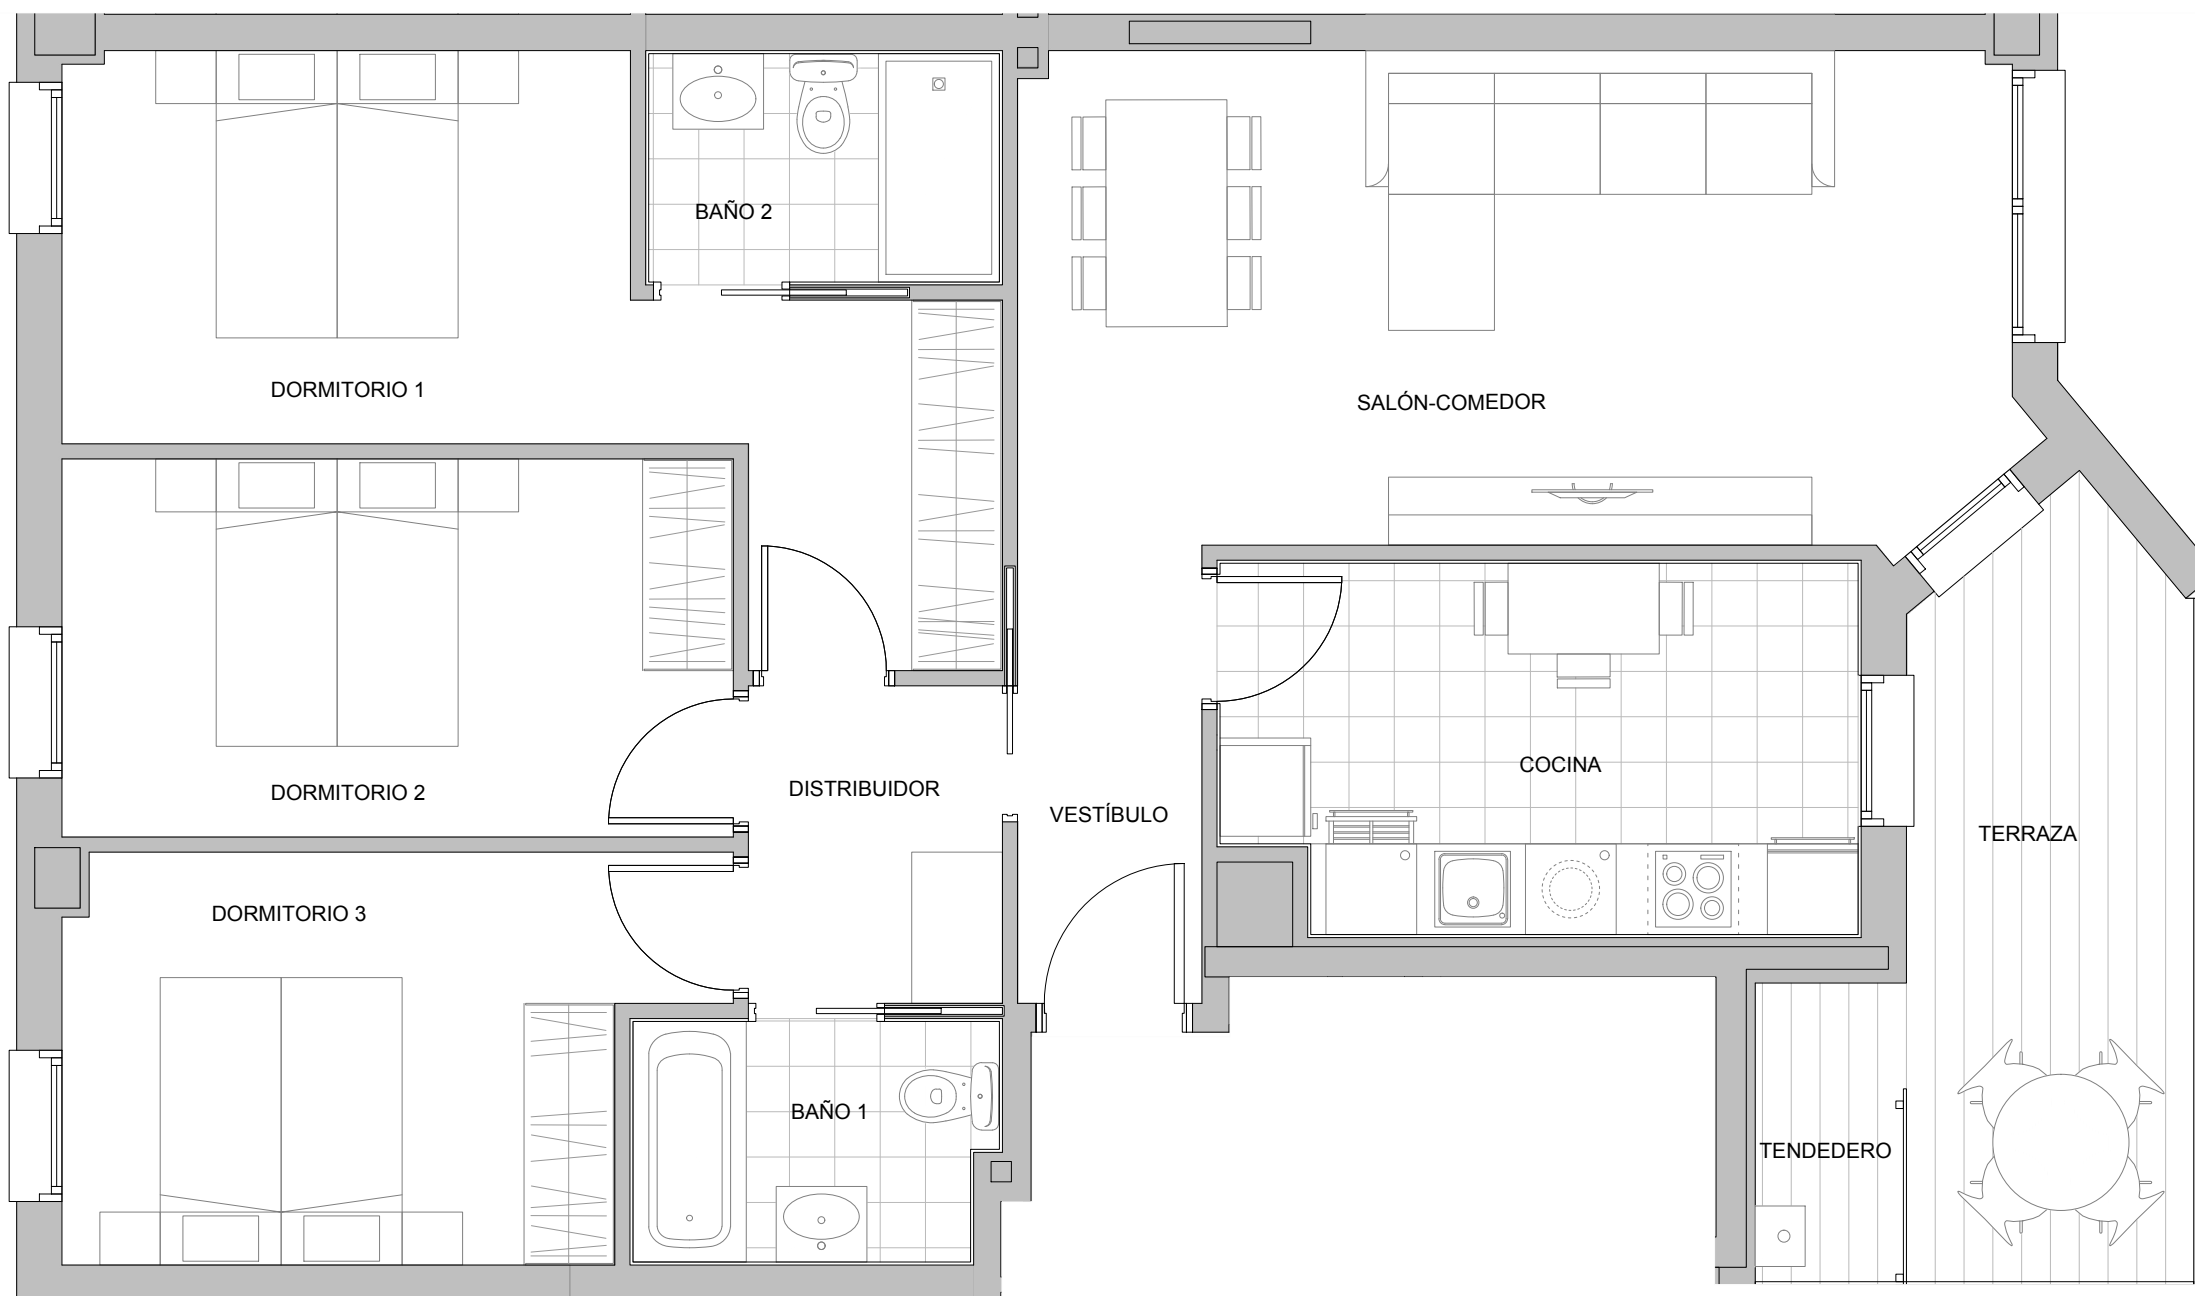 BAÑO 2
DORMITORIO 1
SALÓN-COMEDOR
DORMITORIO 2
DISTRIBUIDOR
VESTÍBULO
COCINA
TERRAZA
DORMITORIO 3
BAÑO 1
TENDEDERO